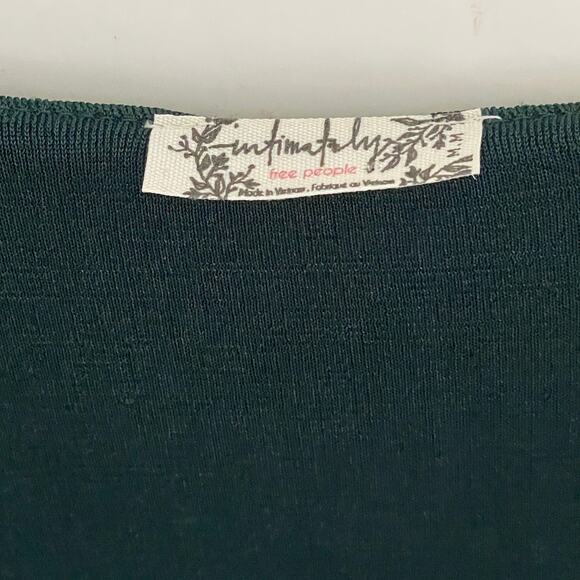 intimately
free people
Made in Vietnam, Fabriqué au Vietnam
M M